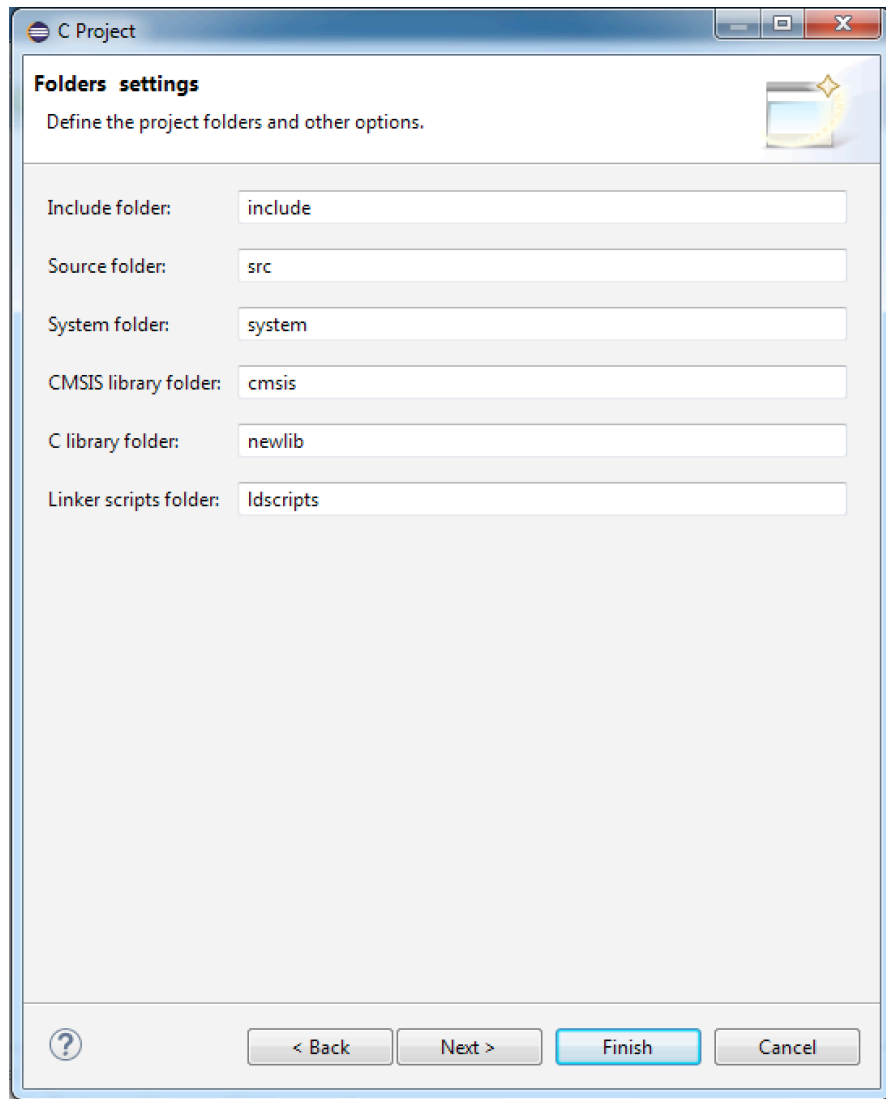 C Project
Folders settings
Define the project folders and other options.
Include folder: include
Source folder: src
System folder: system
CMSIS library folder: cmsis
C library folder: newlib
Linker scripts folder: ldscripts
? < Back Next > Finish Cancel